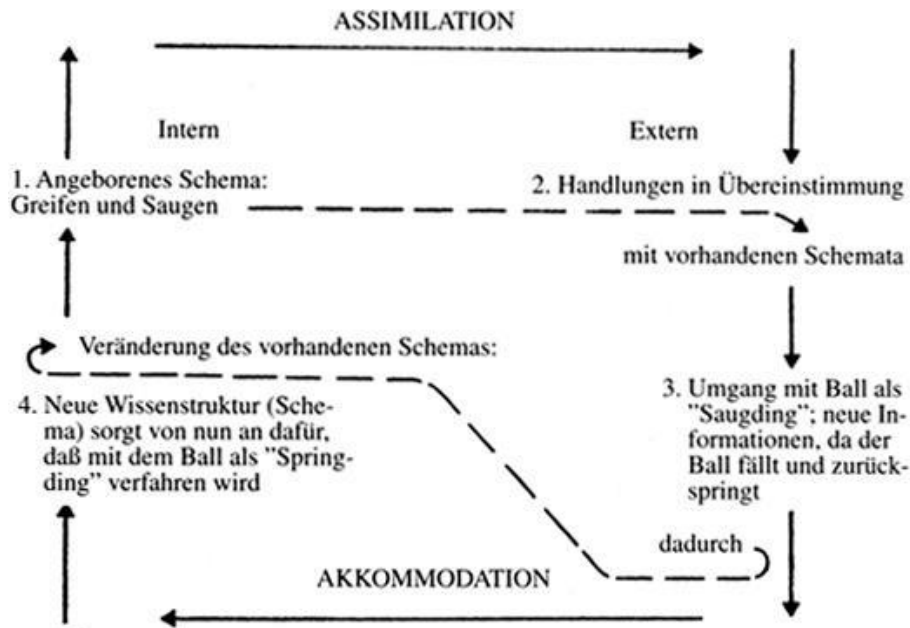 ASSIMILATION
Intern
Extern
1. Angeborenes Schema:
Greifen und Saugen
2. Handlungen in Übereinstimmung
mit vorhandenen Schemata
Veränderung des vorhandenen Schemas:
4. Neue Wissenstruktur (Sche-
ma) sorgt von nun an dafür,
daß mit dem Ball als "Spring-
ding" verfahren wird
3. Umgang mit Ball als
"Saugding"; neue In-
formationen, da der
Ball fällt und zurück-
springt
dadurch
AKKOMMODATION